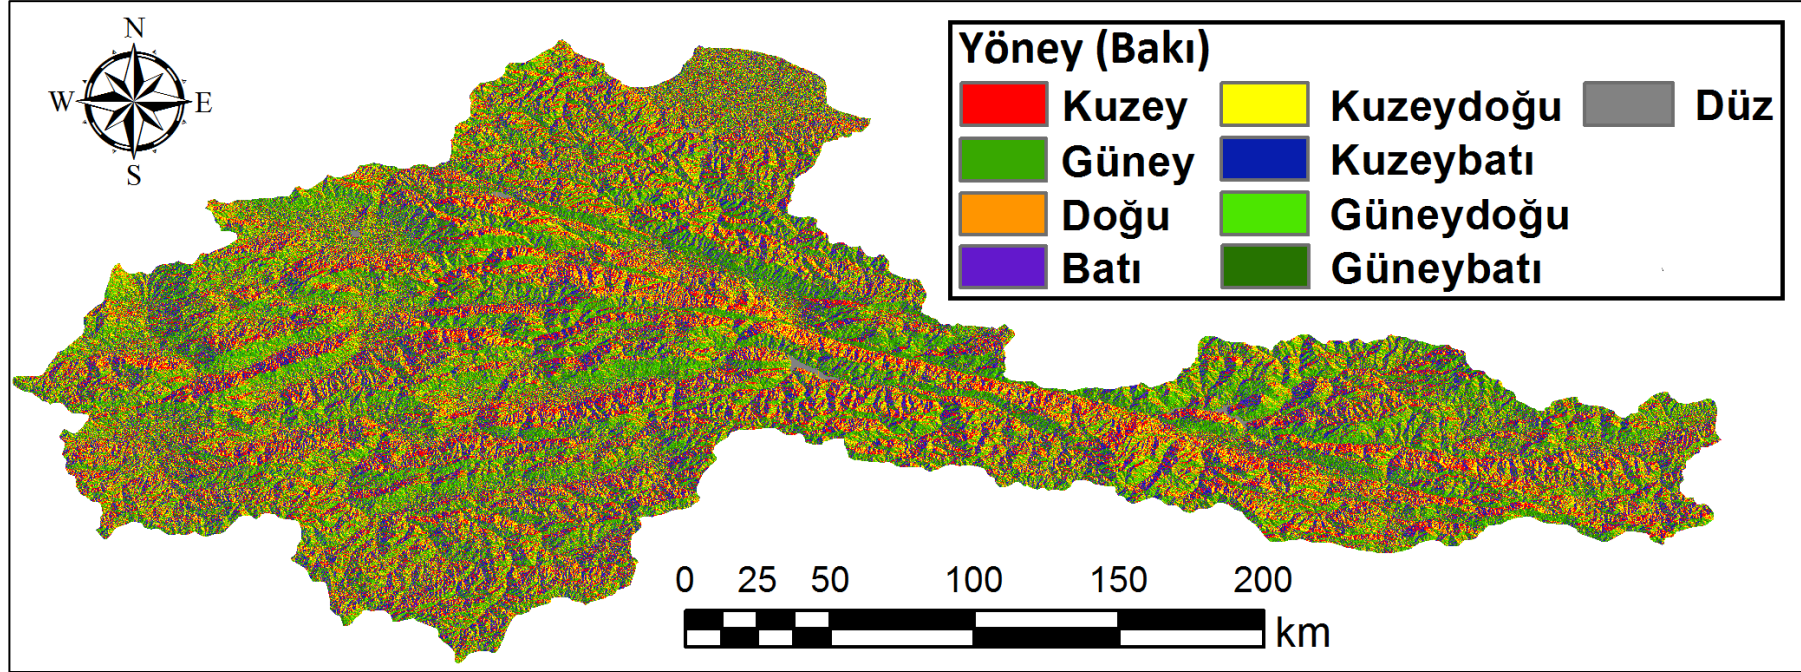 N
W E
S
Yöney (Bakı)
Kuzey Kuzeydoğu Düz
Güney Kuzeybatı
Doğu Güneydoğu
Batı Güneybatı
0 25 50 100 150 200
km